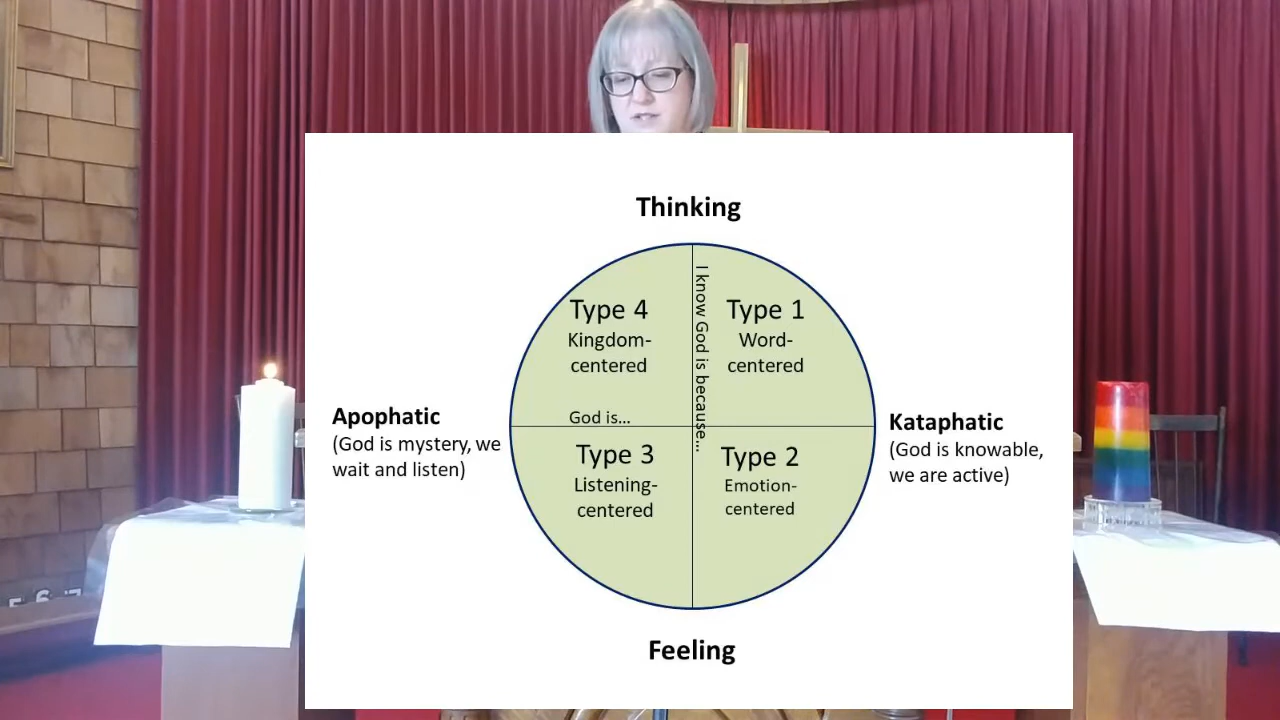 Thinking
Type 4
Kingdom-
centered
God is...
I know God is because...
Type 1
Word-
centered
Apophatic
(God is mystery, we
wait and listen)
Kataphatic
(God is knowable,
we are active)
Type 3
Listening-
centered
Type 2
Emotion-
centered
Feeling